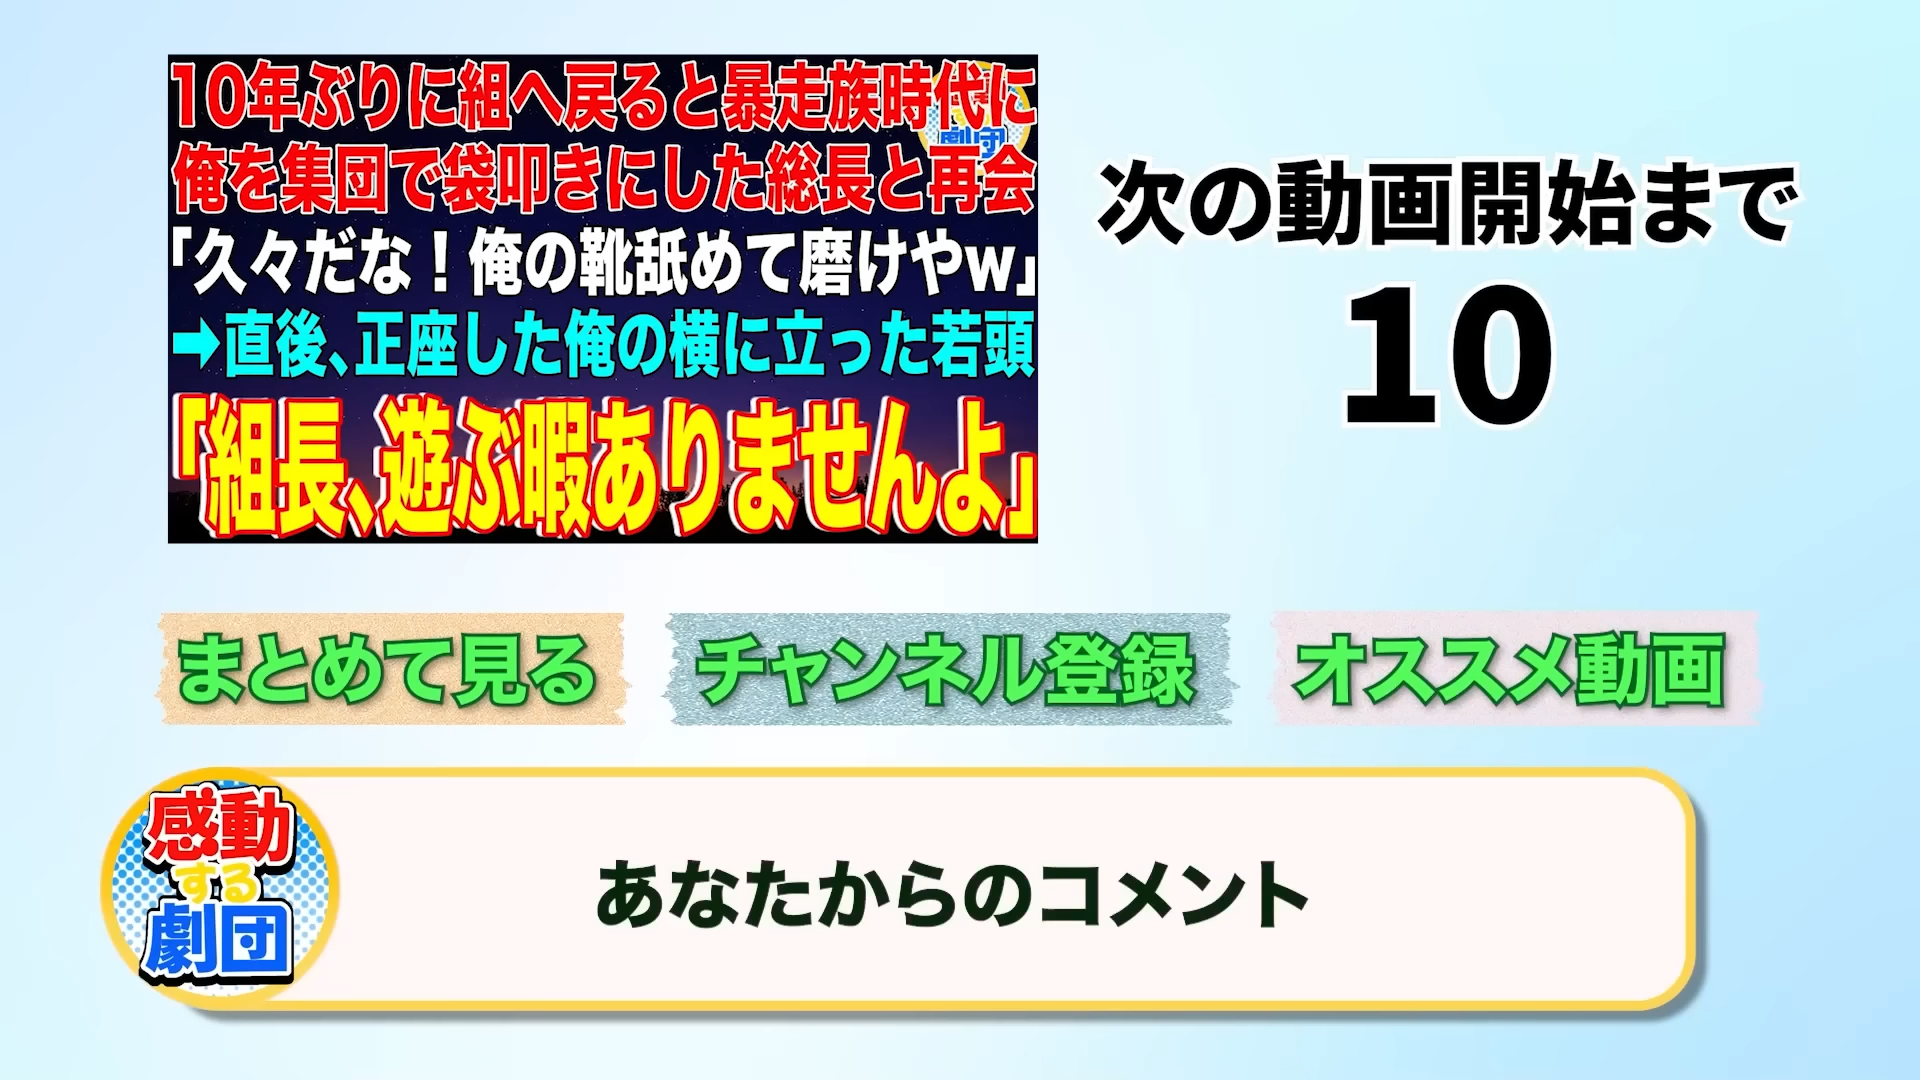 10年ぶりに組へ戻ると暴走族時代に
俺を集団で袋叩きにした総長と再会
「久々だな！俺の靴舐めて磨けやw」
➡直後、正座した俺の横に立った若頭
「組長、遊ぶ暇ありませんよ」
次の動画開始まで
10
まとめて見る
チャンネル登録
オススメ動画
感動
する
劇団
あなたからのコメント